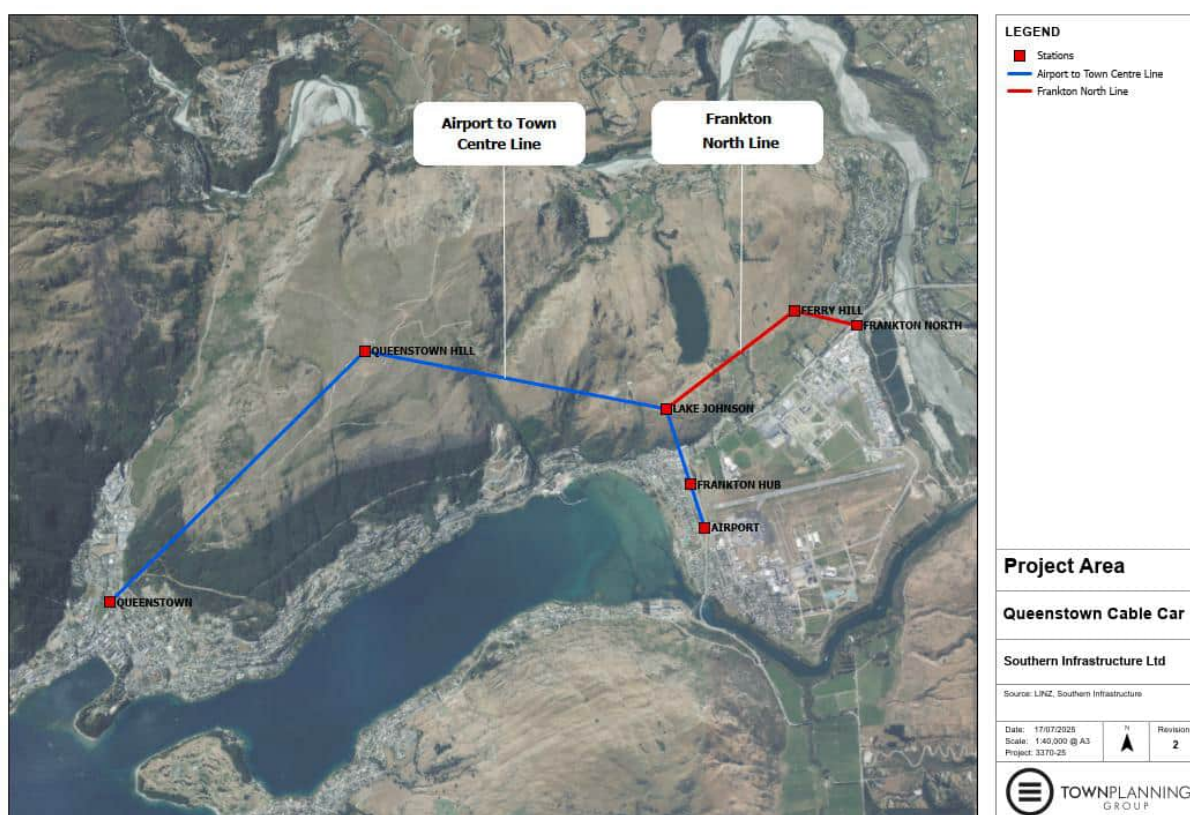 Airport to Town
Centre Line
Frankton
North Line
FERRY HILL
FRANKTON NORTH
QUEENSTOWN HILL
LAKE JOHNSON
FRANKTON HUB
AIRPORT
QUEENSTOWN
LEGEND
Stations
Airport to Town Centre Line
Frankton North Line
Project Area
Queenstown Cable Car
Southern Infrastructure Ltd
Source: LINZ, Southern Infrastructure
Date: 17/07/2025
Scale: 1:40,000 @ A3
Project: 3370-25
N
Revision
2
TOWNPLANNING
GROUP